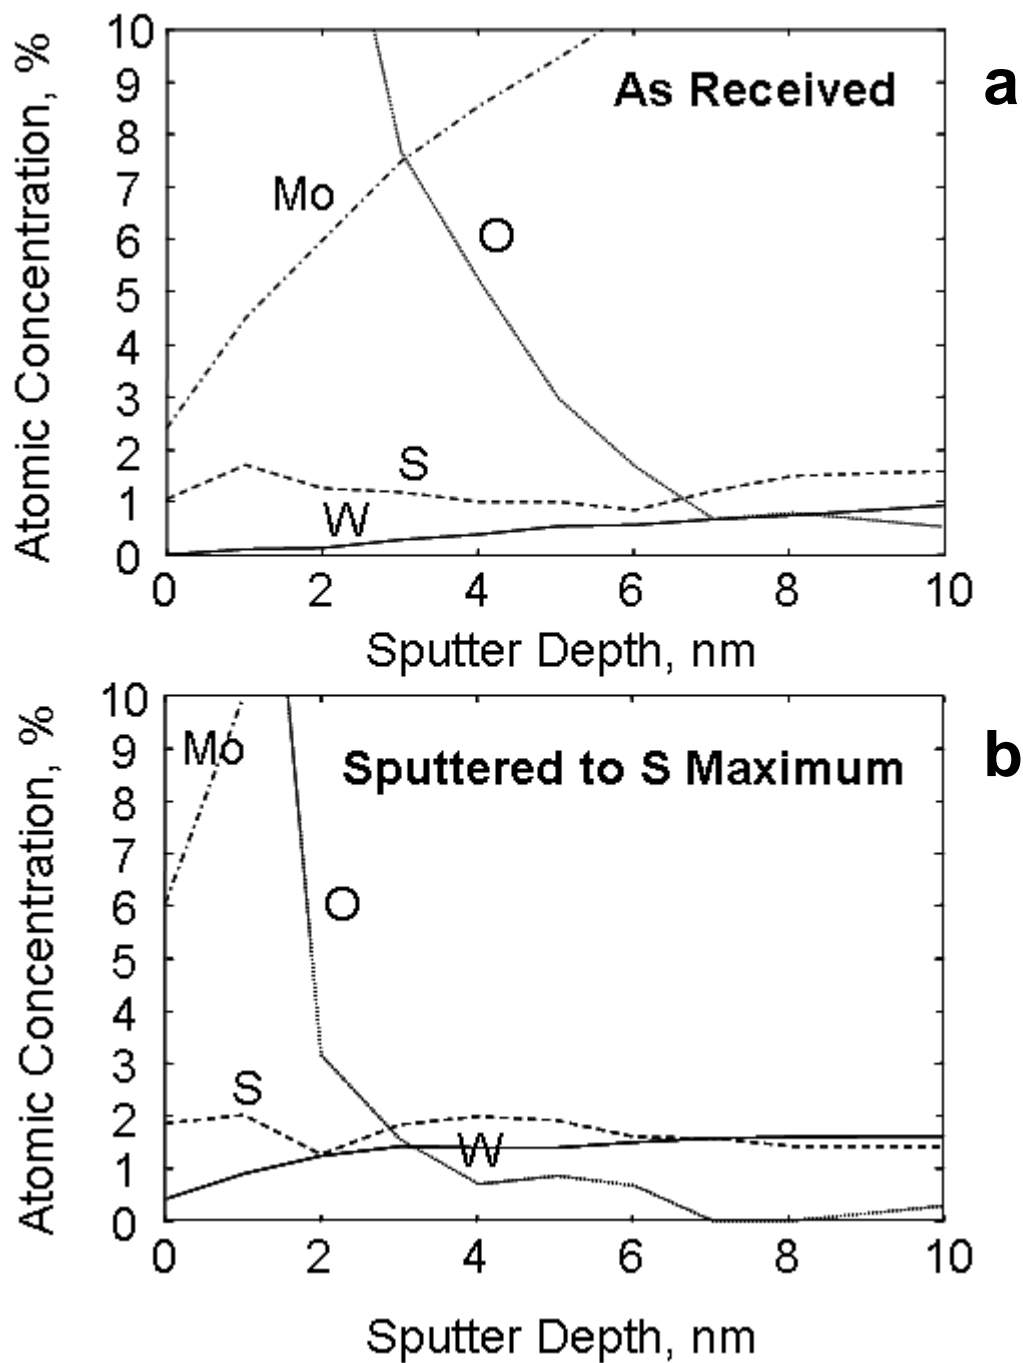 10
9
8
7
6
5
4
3
2
1
0
Atomic Concentration, %
As Received
a
Mo
O
S
W
0 2 4 6 8 10
Sputter Depth, nm
10
9
8
7
6
5
4
3
2
1
0
Atomic Concentration, %
Mo
Sputtered to S Maximum
b
O
S
W
0 2 4 6 8 10
Sputter Depth, nm